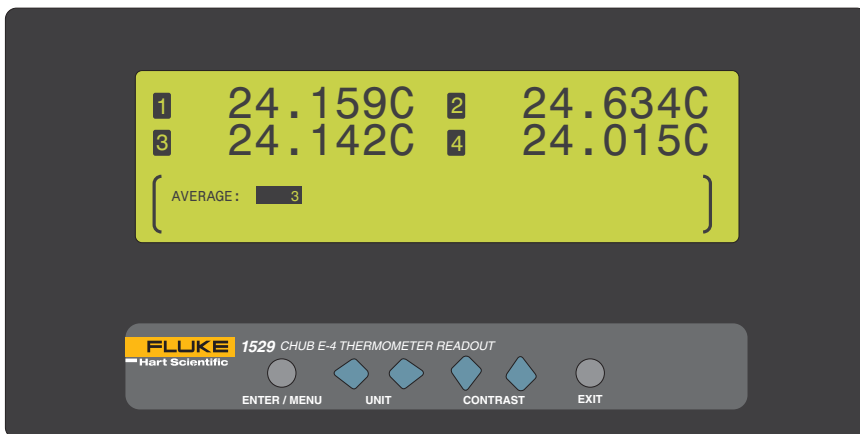 1 24.159C 2 24.634C
3 24.142C 4 24.015C
AVERAGE: 3
FLUKE 1529 CHUB E-4 THERMOMETER READOUT
Hart Scientific
ENTER / MENU UNIT CONTRAST EXIT